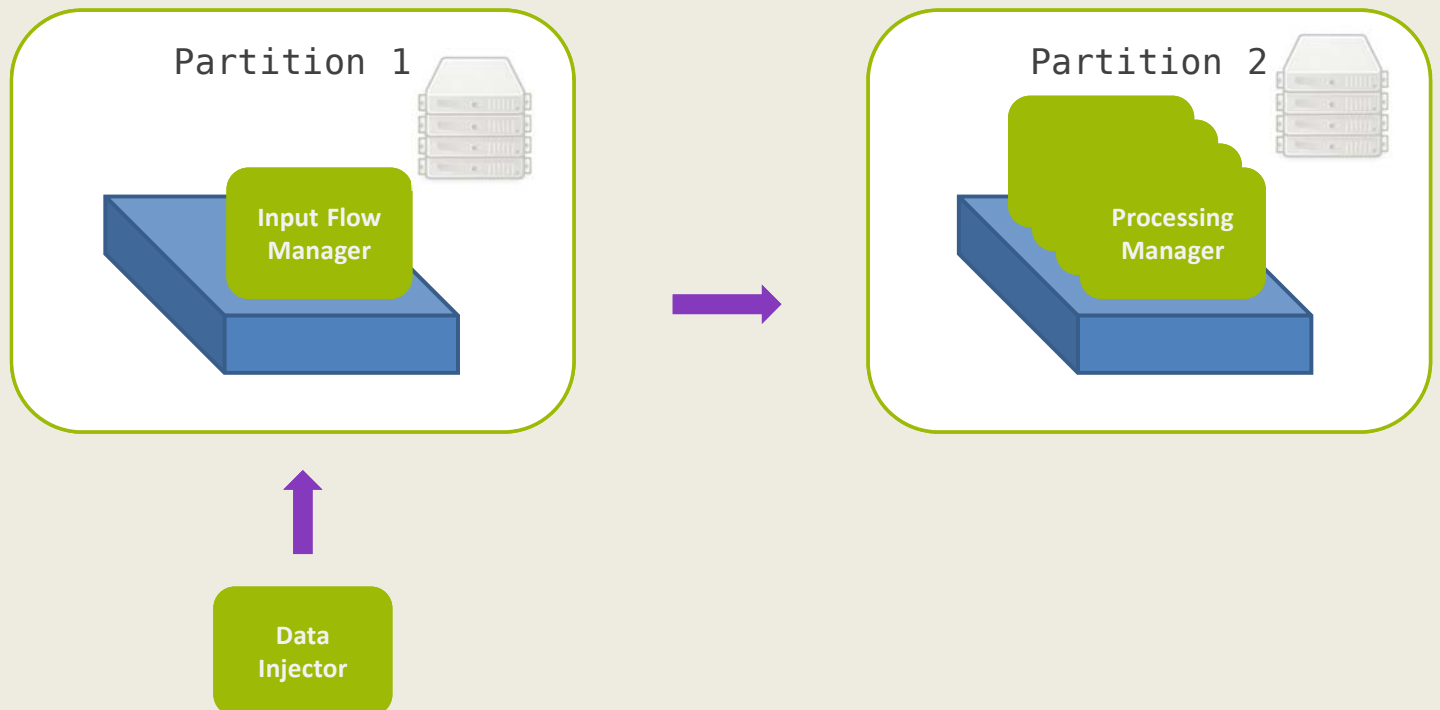 Partition 1
Partition 2
Input Flow
Manager
Processing
Manager
Data
Injector